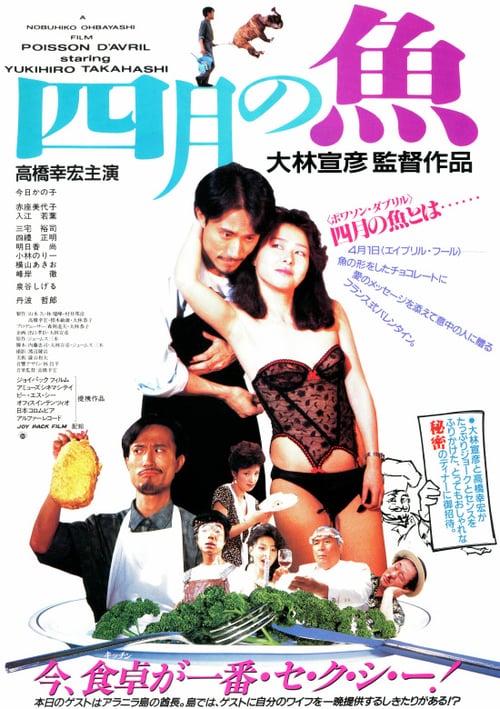 A
NOBUHIKO OHBAYASHI
FILM
POISSON D'AVRIL
starring
YUKIHIRO TAKAHASHI
四月の魚
大林宣彦 監督作品
高橋幸宏主演
今日かの子
赤座美代子
入江 若葉
三宅 裕司
四禮 正明
明日香 尚
小林のりー
横山あきお
峰岸 徹
泉谷しげる
丹波 哲郎
ジョイパックフィルム
アミューズシネマシティ
ビー・エス・シー
オフィスインテンツィオ
日本コロムビア
アルファーレコード
提携作品
JOY PACK FILM 配給
〈ポワソン・ダブリル〉
四月の魚とは……
4月1日(エイプリル・フール)
魚の形をしたチョコレートに
愛のメッセージを添えて意中の人に贈る
フランス式バレンタイン。
●大林宣彦と高橋幸宏が
たっぷりジョークとセンスを
ふりかけた、とってもおしゃれな
秘密のディナーに御招待。
今、食卓が一番・セ・ク・シ・ー!
キッチン
本日のゲストはアラニラ島の酋長。島では、ゲストに自分のワイフを一晩提供するしきたりがある!?